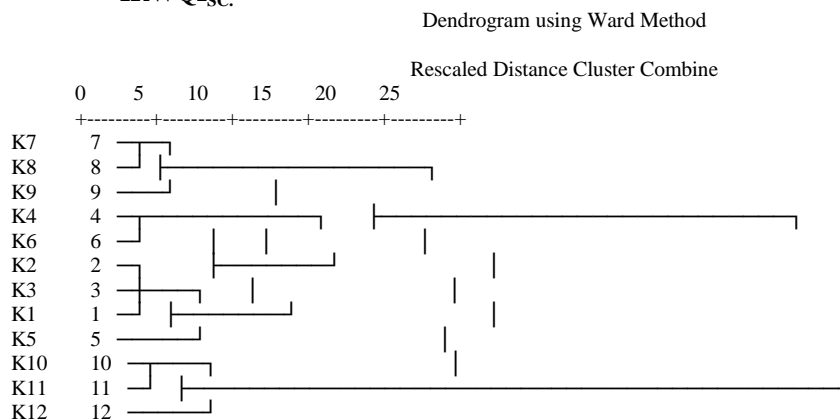 Dendrogram using Ward Method
Rescaled Distance Cluster Combine
0 5 10 15 20 25
+---------+---------+---------+---------+---------+
K7 7
K8 8
K9 9
K4 4
K6 6
K2 2
K3 3
K1 1
K5 5
K10 10
K11 11
K12 12